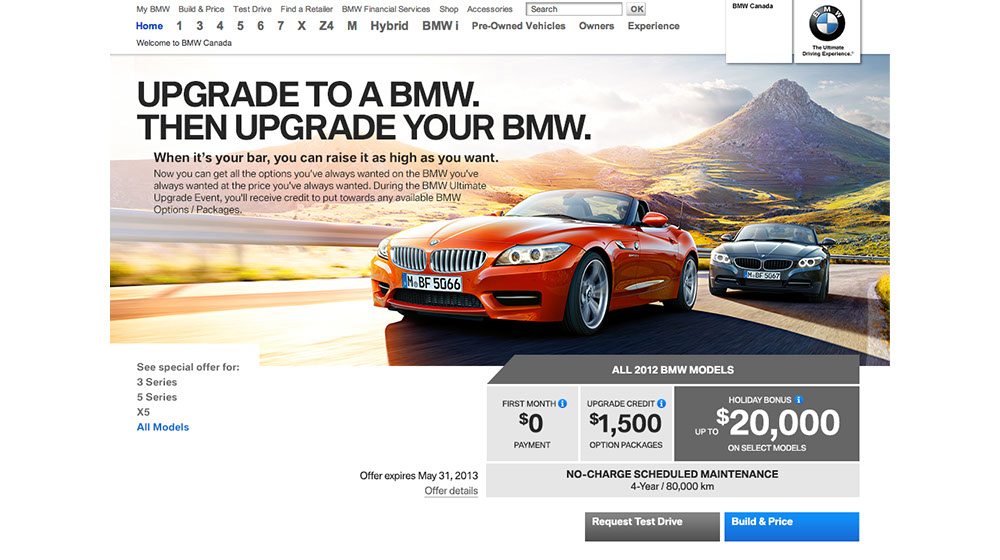 My BMW Build & Price Test Drive Find a Retailer BMW Financial Services Shop Accessories Search OK
Home 1 3 4 5 6 7 X Z4 M Hybrid BMW i Pre-Owned Vehicles Owners Experience
Welcome to BMW Canada
BMW Canada
BMW
The Ultimate
Driving Experience.®
UPGRADE TO A BMW.
THEN UPGRADE YOUR BMW.
When it's your bar, you can raise it as high as you want.
Now you can get all the options you've always wanted on the BMW you've
always wanted at the price you've always wanted. During the BMW Ultimate
Upgrade Event, you'll receive credit to put towards any available BMW
Options / Packages.
M BF 5066
M BF 5067
See special offer for:
3 Series
5 Series
X5
All Models
ALL 2012 BMW MODELS
FIRST MONTH i
$0
PAYMENT
UPGRADE CREDIT i
$1,500
OPTION PACKAGES
HOLIDAY BONUS i
UP TO $20,000
ON SELECT MODELS
NO-CHARGE SCHEDULED MAINTENANCE
4-Year / 80,000 km
Offer expires May 31, 2013
Offer details
Request Test Drive
Build & Price